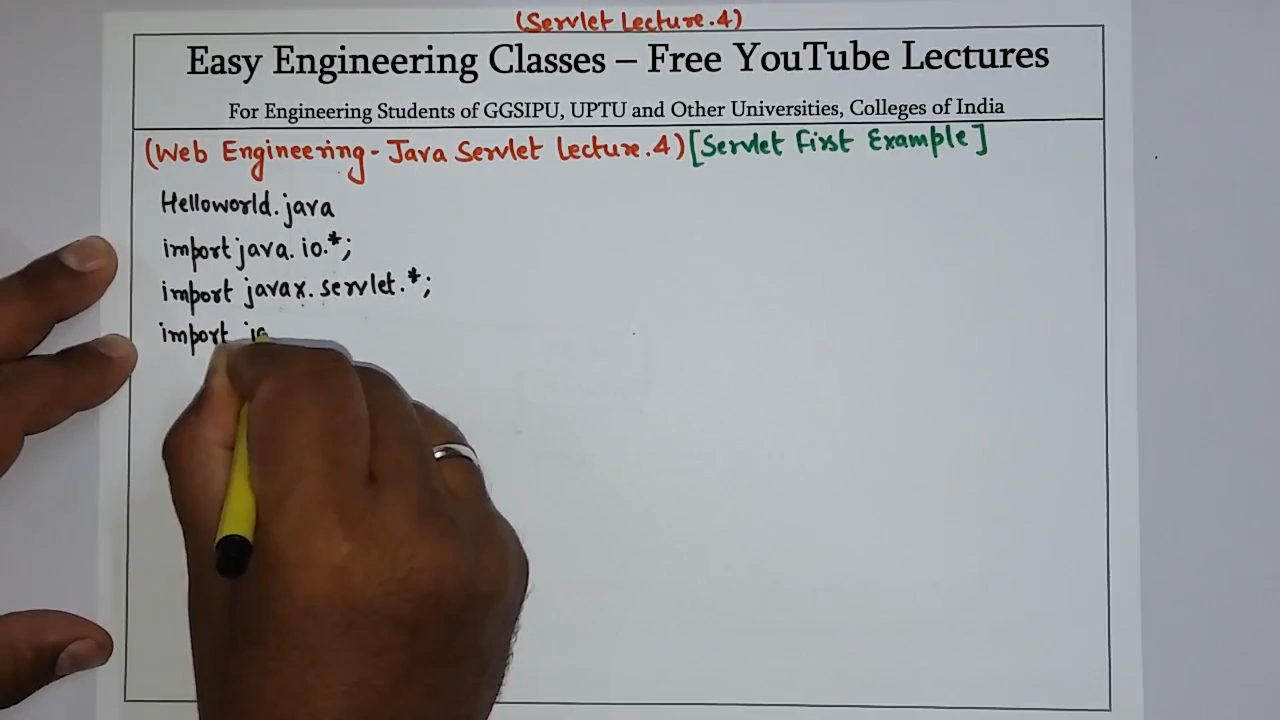 (Servlet Lecture.4)
Easy Engineering Classes – Free YouTube Lectures
For Engineering Students of GGSIPU, UPTU and Other Universities, Colleges of India
(Web Engineering - Java Servlet Lecture.4) [Servlet First Example]
Helloworld.java
import java.io.*;
import javax.servlet.*;
import